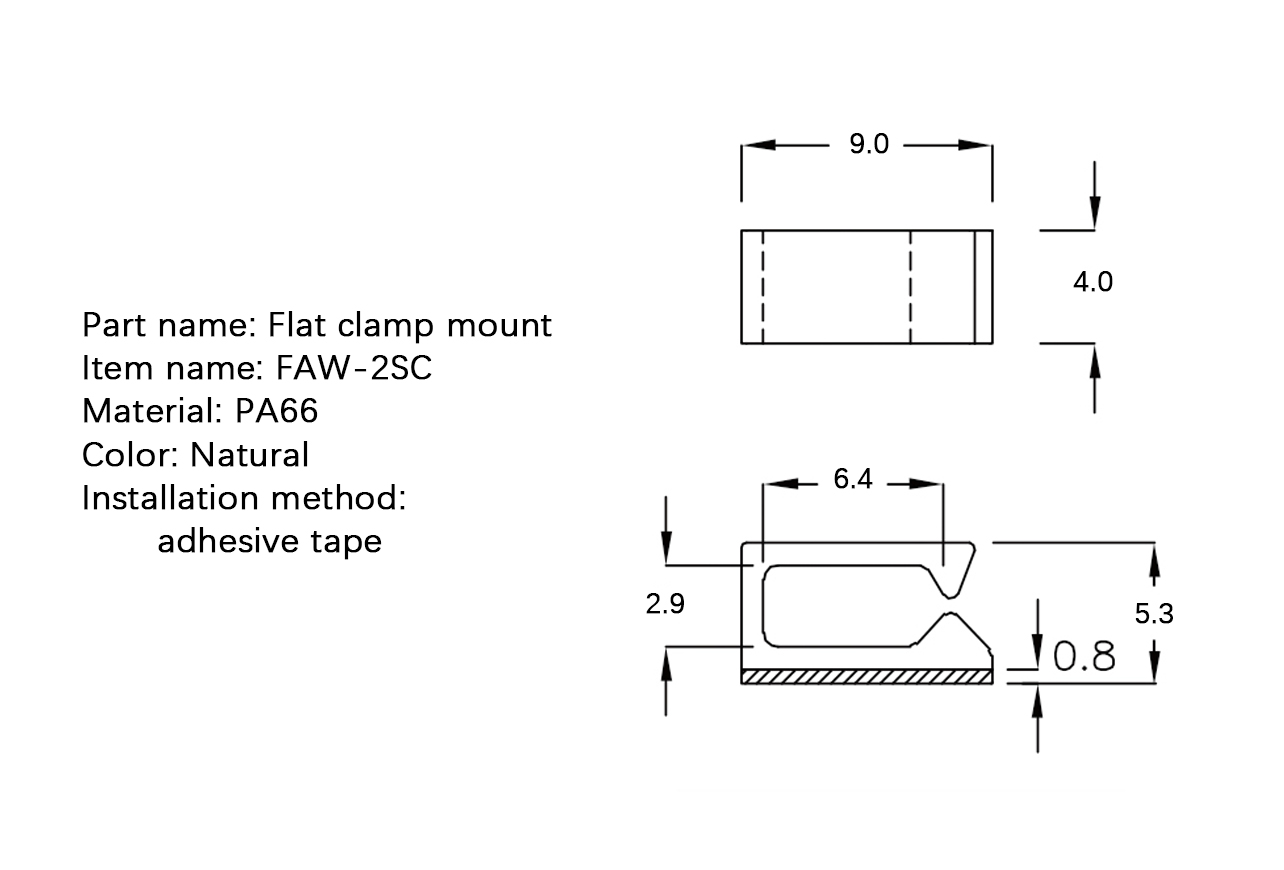 Part name: Flat clamp mount
Item name: FAW-2SC
Material: PA66
Color: Natural
Installation method:
adhesive tape
9.0
4.0
6.4
2.9
5.3
0.8